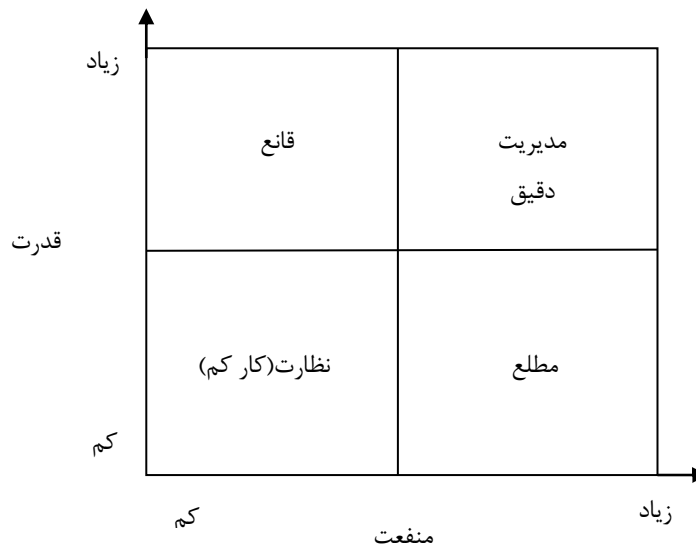 زیاد
قانع
مدیریت
دقیق
قدرت
نظارت(کار کم)
مطلع
کم
کم
زیاد
منفعت